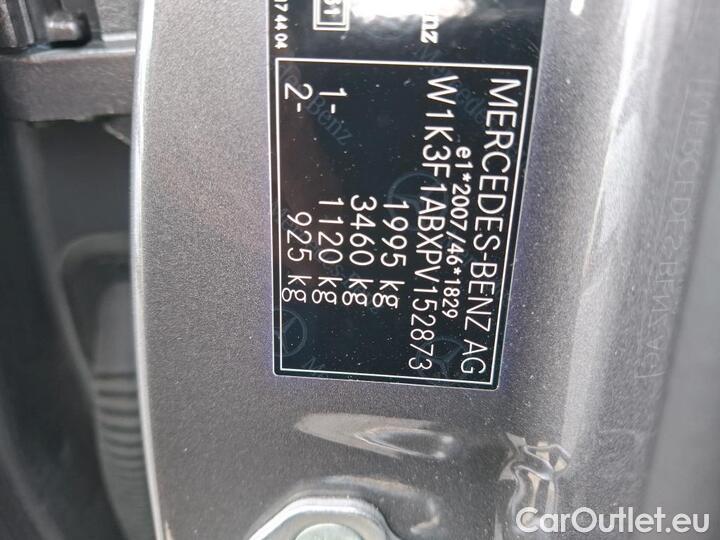 MERCEDES-BENZ AG
e1*2007/46*1829
W1K3F1ABXPV152873
1995 kg
3460 kg
1- 1120 kg
2- 925 kg
CarOutlet.eu